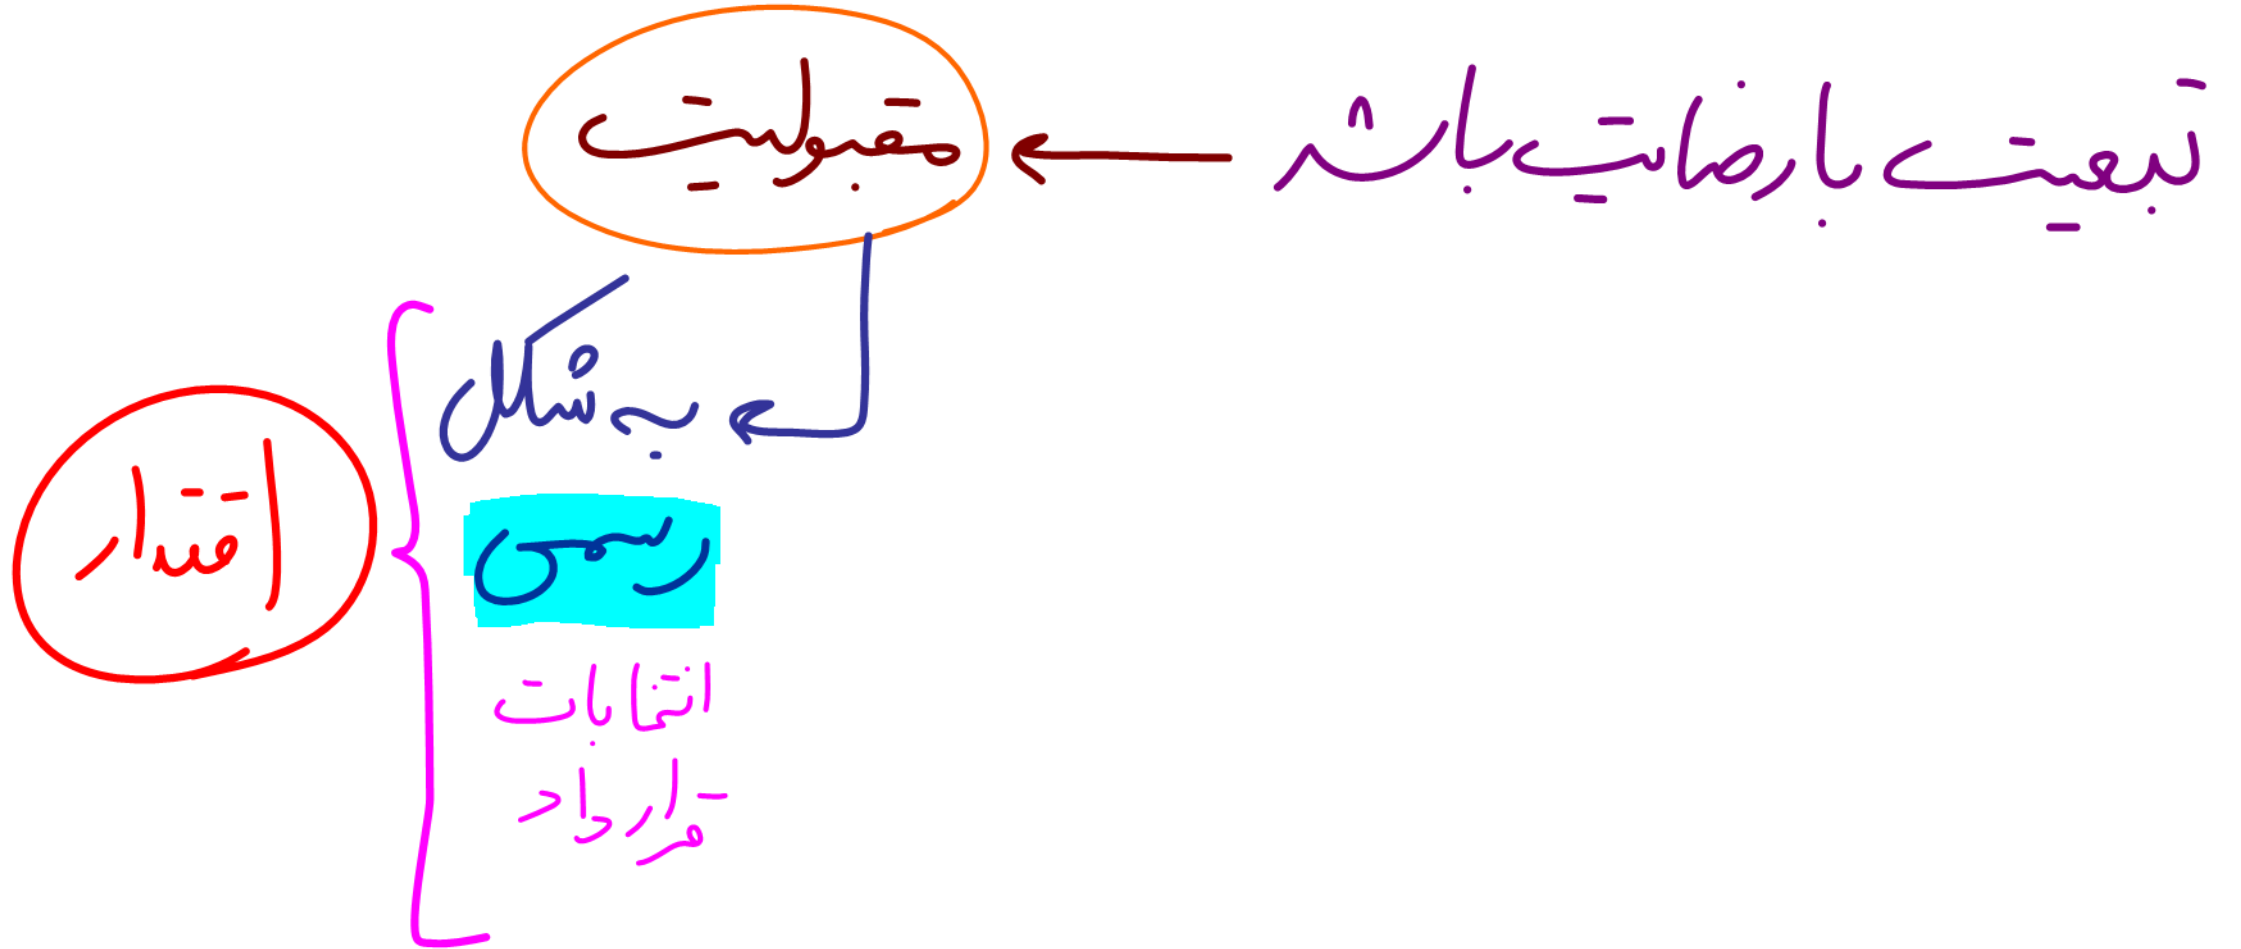 تبعیت با رضایت باشد ← مقبولیت
به شکل
رسمی
انتخابات
قرارداد
اقتدار